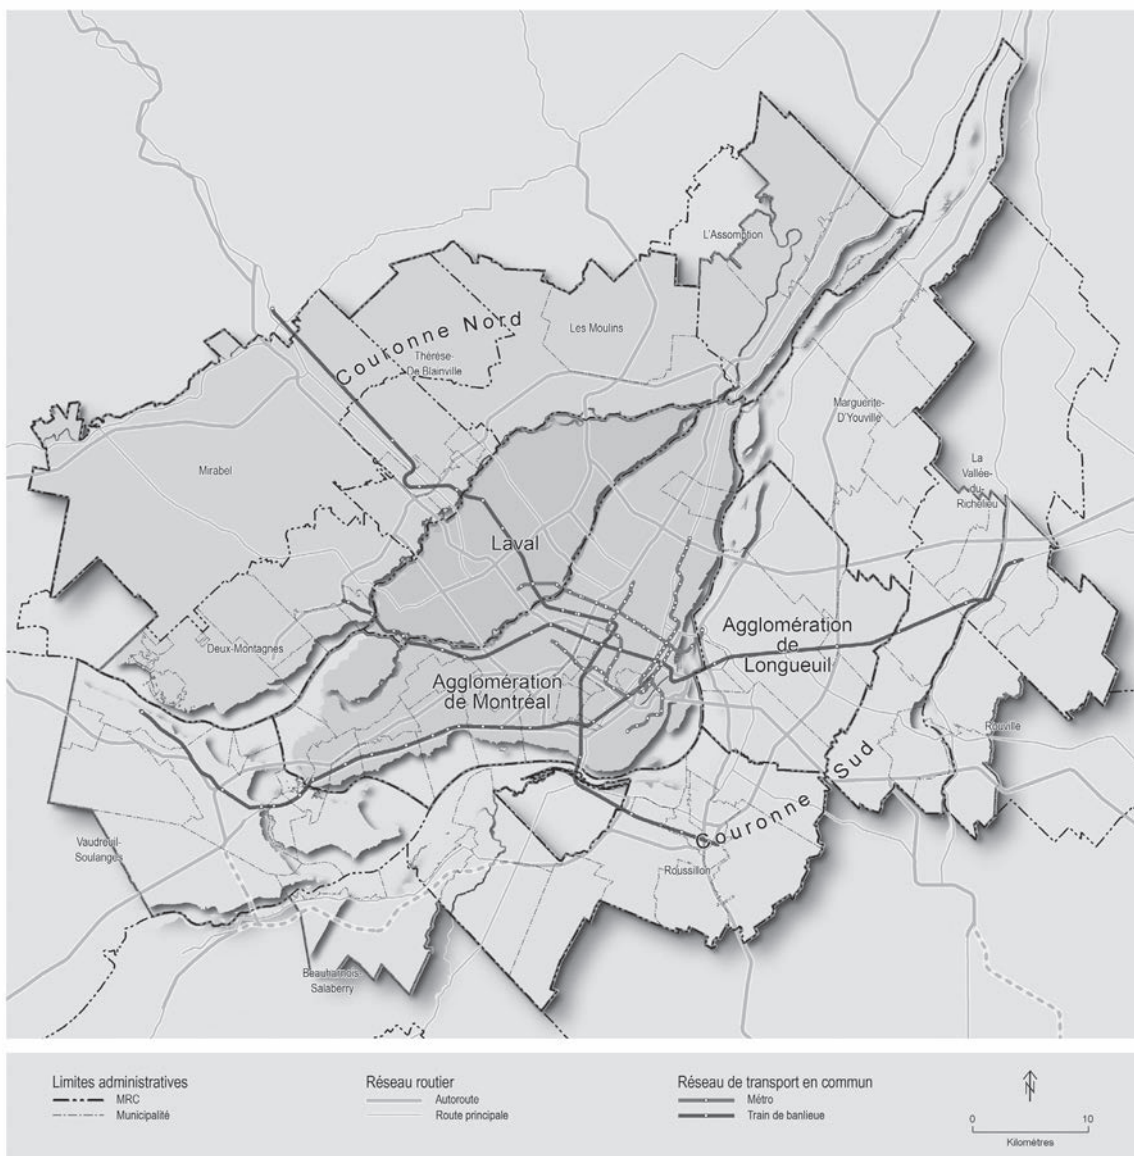 L'Assomption
Couronne Nord
Les Moulins
Thérèse-
De Blainville
Marguerite-
D'Youville
Mirabel
La
Vallée-
du-
Richelieu
Laval
Agglomération
de
Longueuil
Deux-Montagnes
Agglomération
de Montréal
Rouville
Couronne Sud
Vaudreuil-
Soulanges
Roussillon
Beauharnois-
Salaberry
Limites administratives
MRC
Municipalité
Réseau routier
Autoroute
Route principale
Réseau de transport en commun
Métro
Train de banlieue
N
0 10
Kilomètres